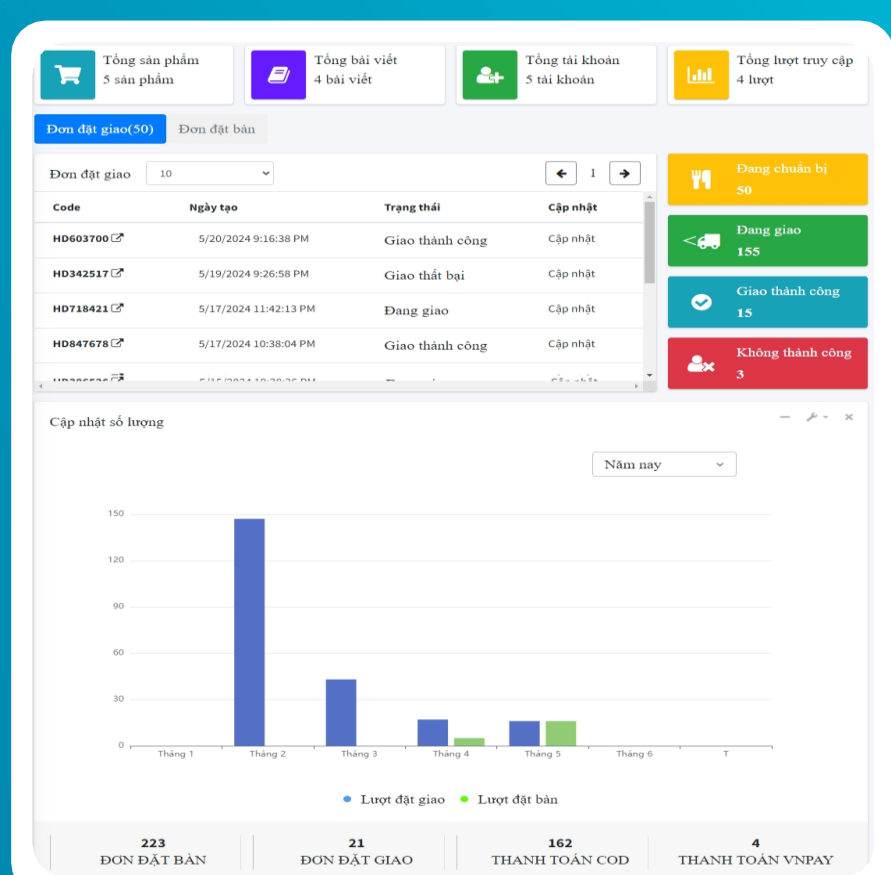 Tổng sản phẩm
5 sản phẩm
Tổng bài viết
4 bài viết
Tổng tài khoản
5 tài khoản
Tổng lượt truy cập
4 lượt
Đơn đặt giao(50) Đơn đặt bàn
Đơn đặt giao 10 1
Code Ngày tạo Trạng thái Cập nhật
HD603700 5/20/2024 9:16:38 PM Giao thành công Cập nhật
HD342517 5/19/2024 9:26:58 PM Giao thất bại Cập nhật
HD718421 5/17/2024 11:42:13 PM Đang giao Cập nhật
HD847678 5/17/2024 10:38:04 PM Giao thành công Cập nhật
Đang chuẩn bị
50
Đang giao
155
Giao thành công
15
Không thành công
3
Cập nhật số lượng
Năm nay
150
120
90
60
30
0
Tháng 1 Tháng 2 Tháng 3 Tháng 4 Tháng 5 Tháng 6 T
Lượt đặt giao Lượt đặt bàn
223
ĐƠN ĐẶT BÀN
21
ĐƠN ĐẶT GIAO
162
THANH TOÁN COD
4
THANH TOÁN VNPAY